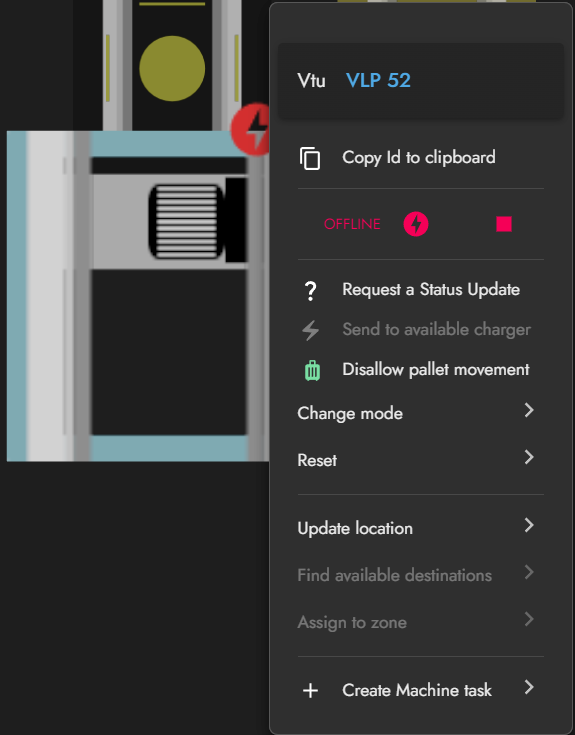 Vtu VLP 52
Copy Id to clipboard
OFFLINE
Request a Status Update
Send to available charger
Disallow pallet movement
Change mode
Reset
Update location
Find available destinations
Assign to zone
Create Machine task